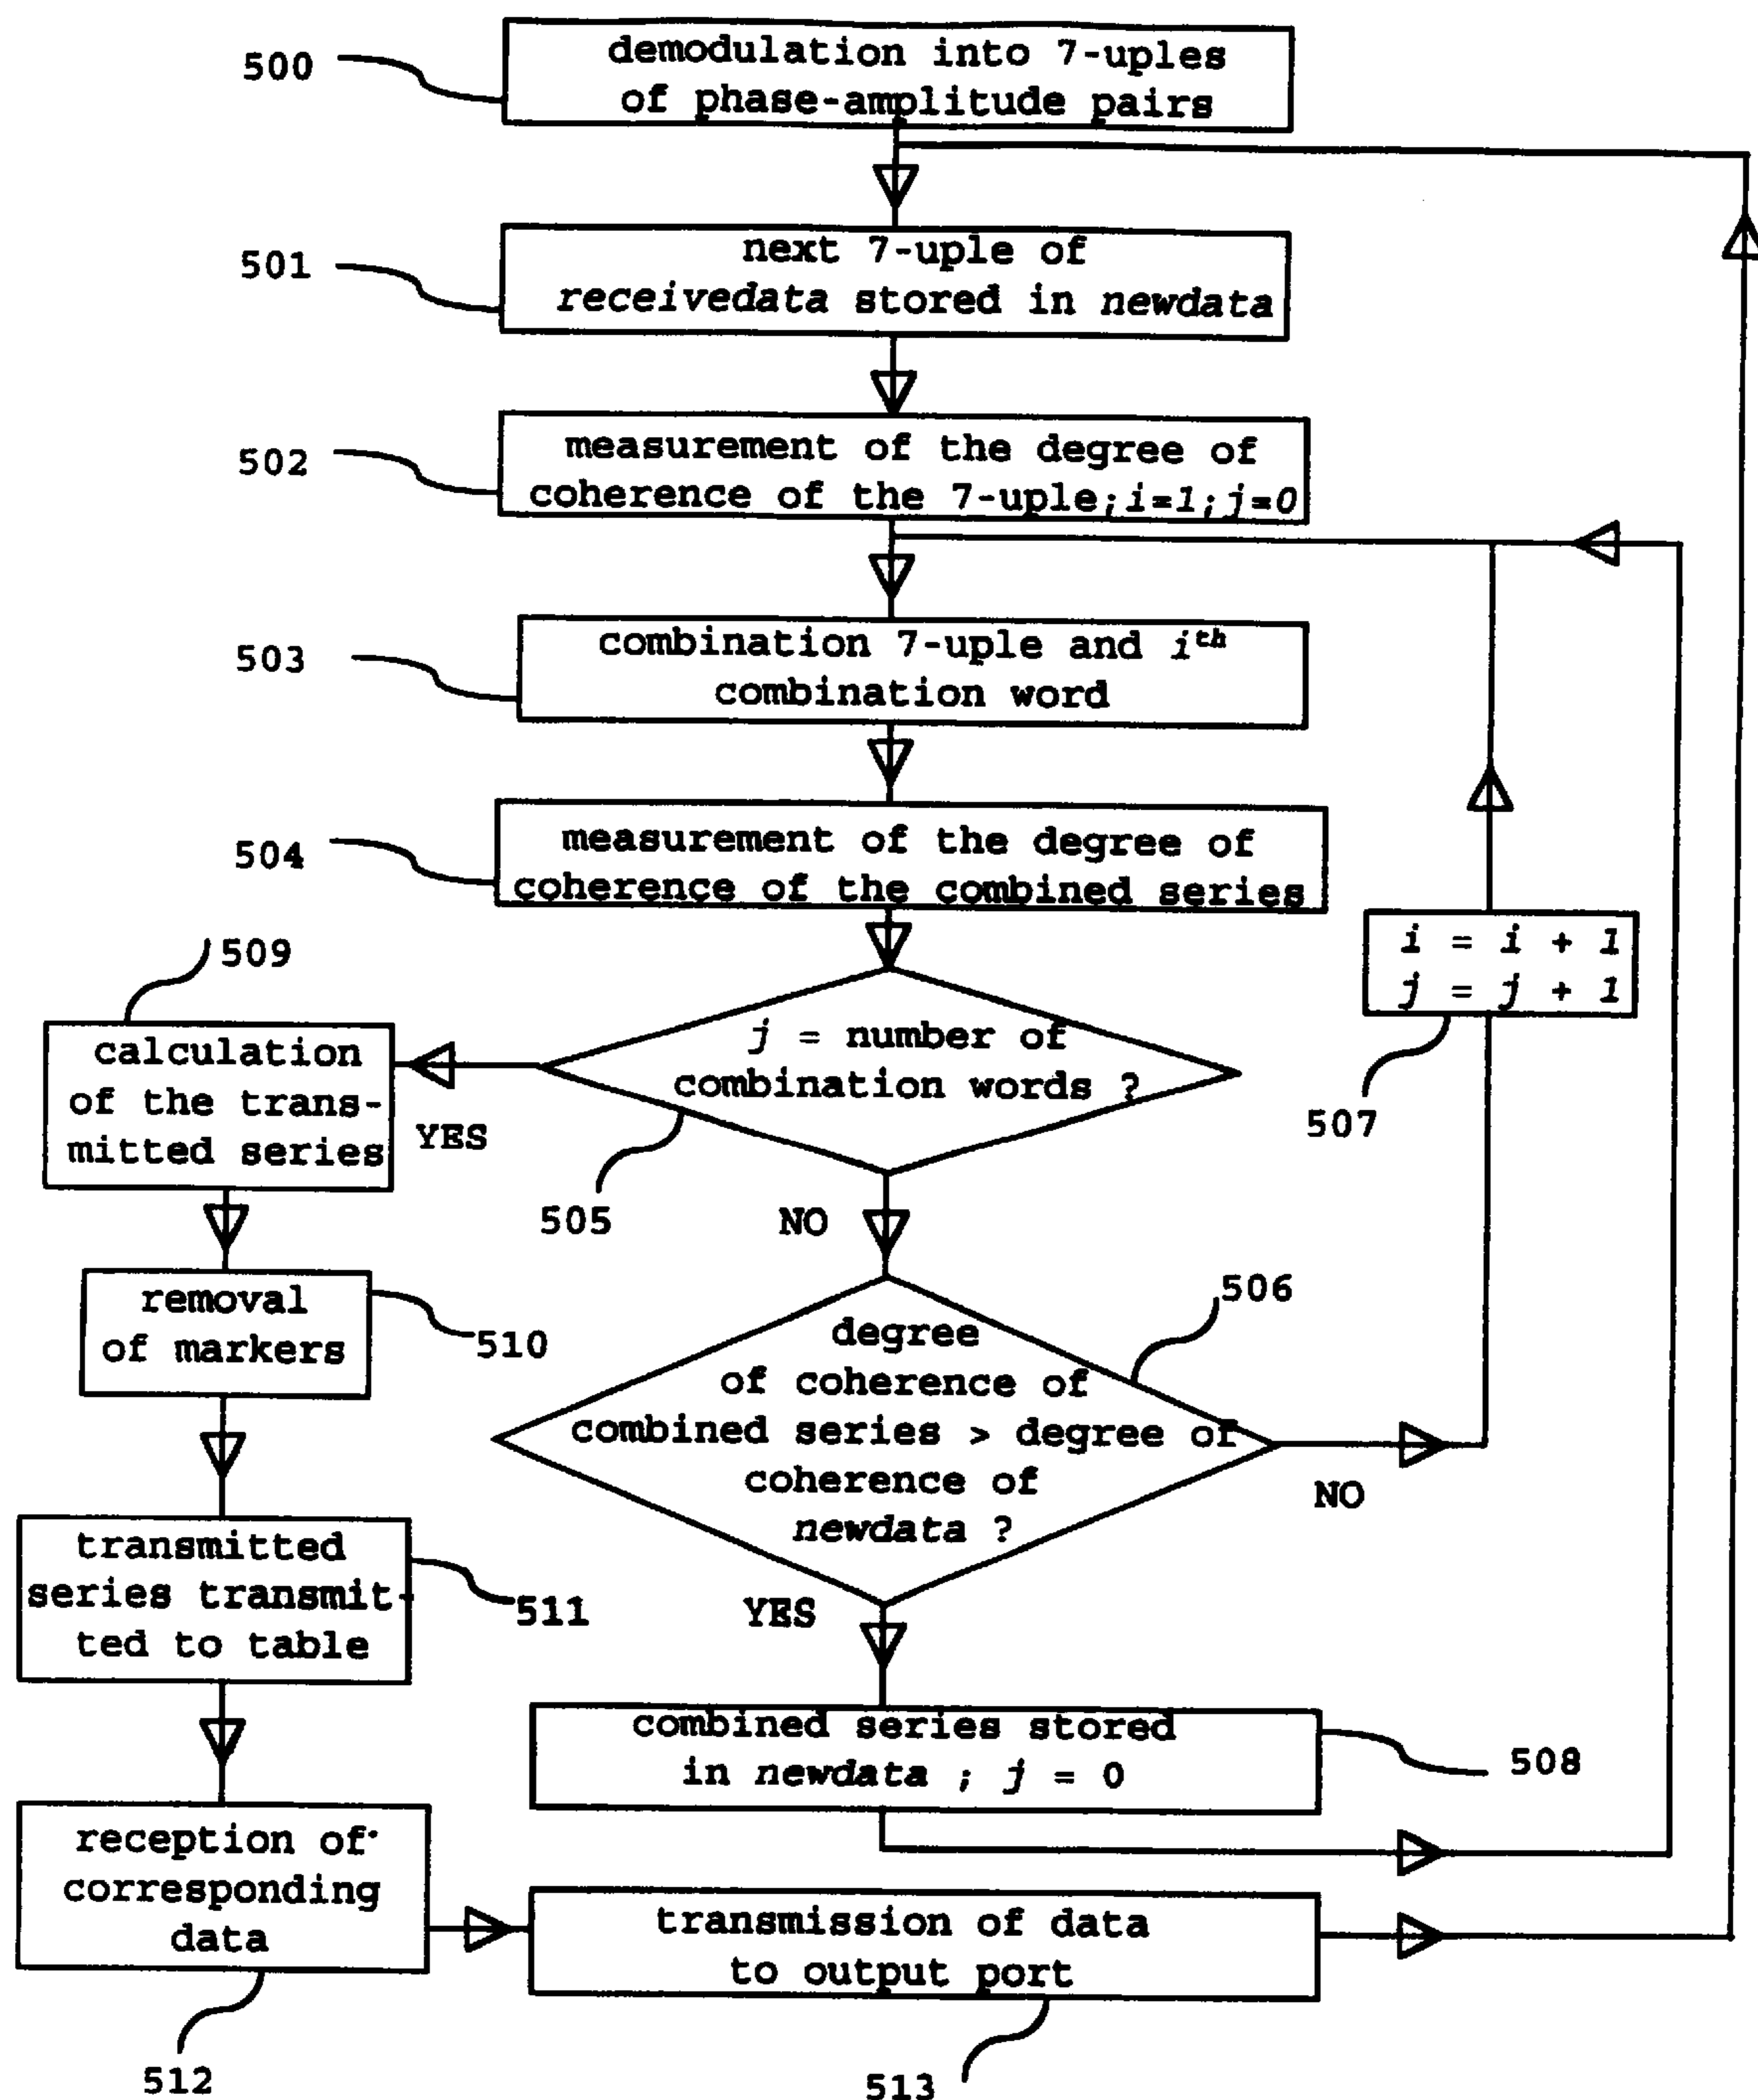 500
demodulation into 7-uples
of phase-amplitude pairs
501
next 7-uple of
receivedata stored in newdata
502
measurement of the degree of
coherence of the 7-uple; i=1; j=0
503
combination 7-uple and i^th
combination word
504
measurement of the degree of
coherence of the combined series
i = i + 1
j = j + 1
507
509
calculation
of the trans-
mitted series
YES
j = number of
combination words ?
505
NO
removal
of markers
510
506
degree
of coherence of
combined series > degree of
coherence of
newdata ?
NO
YES
transmitted
series transmit-
ted to table
511
combined series stored
in newdata ; j = 0
508
reception of
corresponding
data
512
transmission of data
to output port
513